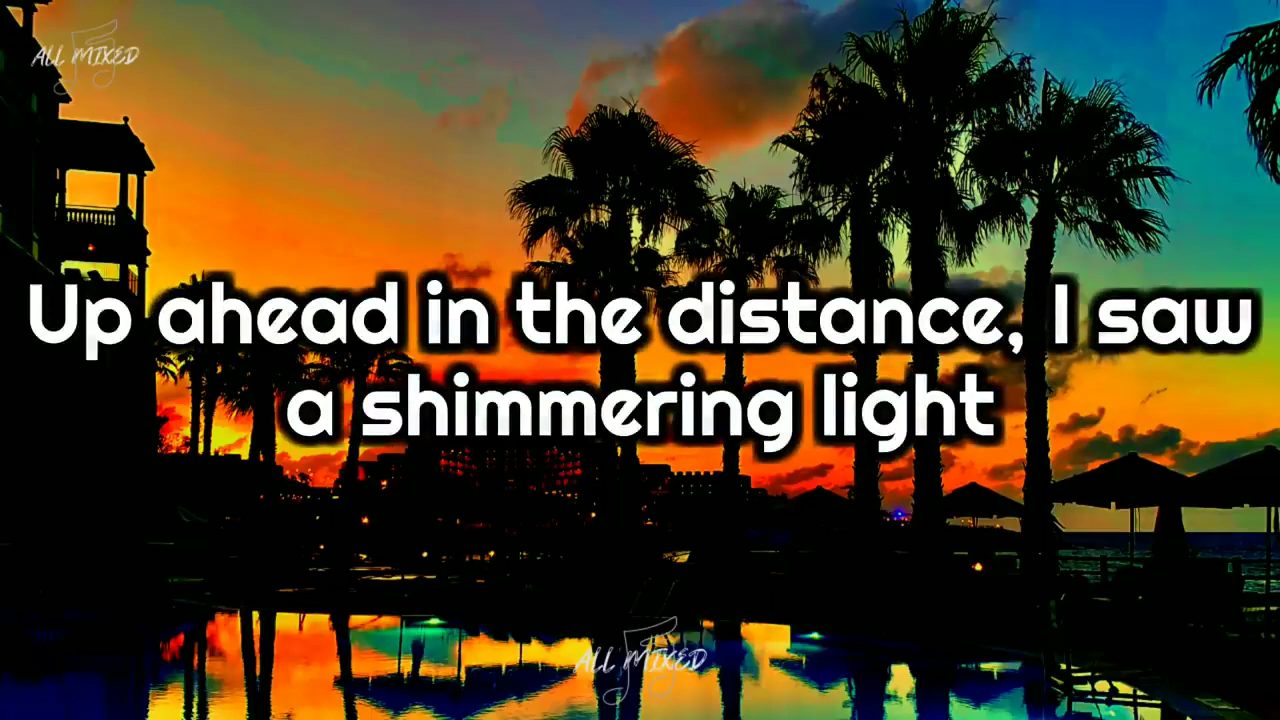 ALL MIXED
Up ahead in the distance, I saw
a shimmering light
ALL MIXED